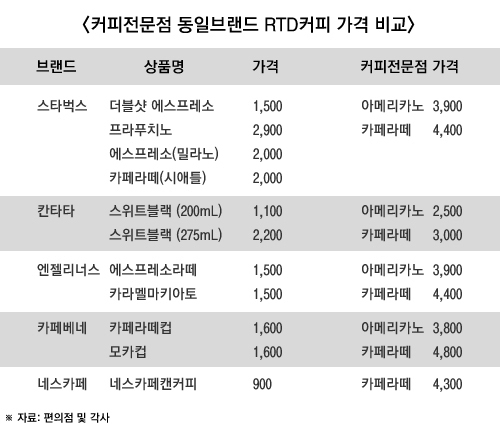 <커피전문점 동일브랜드 RTD커피 가격 비교>
브랜드 상품명 가격 커피전문점 가격
스타벅스 더블샷 에스프레소 1,500 아메리카노 3,900
프라푸치노 2,900 카페라떼 4,400
에스프레소(밀라노) 2,000
카페라떼(시애틀) 2,000
칸타타 스위트블랙 (200mL) 1,100 아메리카노 2,500
스위트블랙 (275mL) 2,200 카페라떼 3,000
엔젤리너스 에스프레소라떼 1,500 아메리카노 3,900
카라멜마키아토 1,500 카페라떼 4,400
카페베네 카페라떼컵 1,600 아메리카노 3,800
모카컵 1,600 카페라떼 4,800
네스카페 네스카페캔커피 900 카페라떼 4,300
※ 자료: 편의점 및 각사